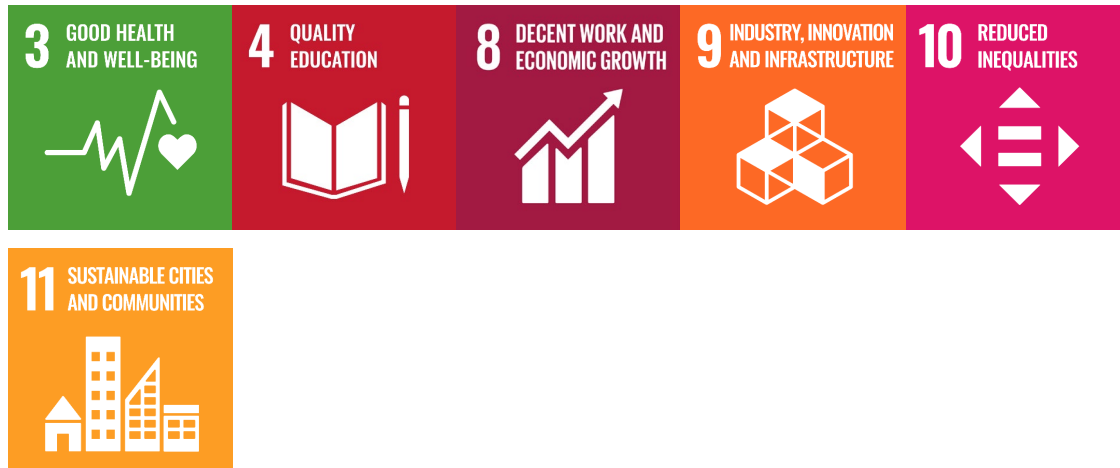 3 GOOD HEALTH
AND WELL-BEING
4 QUALITY
EDUCATION
8 DECENT WORK AND
ECONOMIC GROWTH
9 INDUSTRY, INNOVATION
AND INFRASTRUCTURE
10 REDUCED
INEQUALITIES
11 SUSTAINABLE CITIES
AND COMMUNITIES